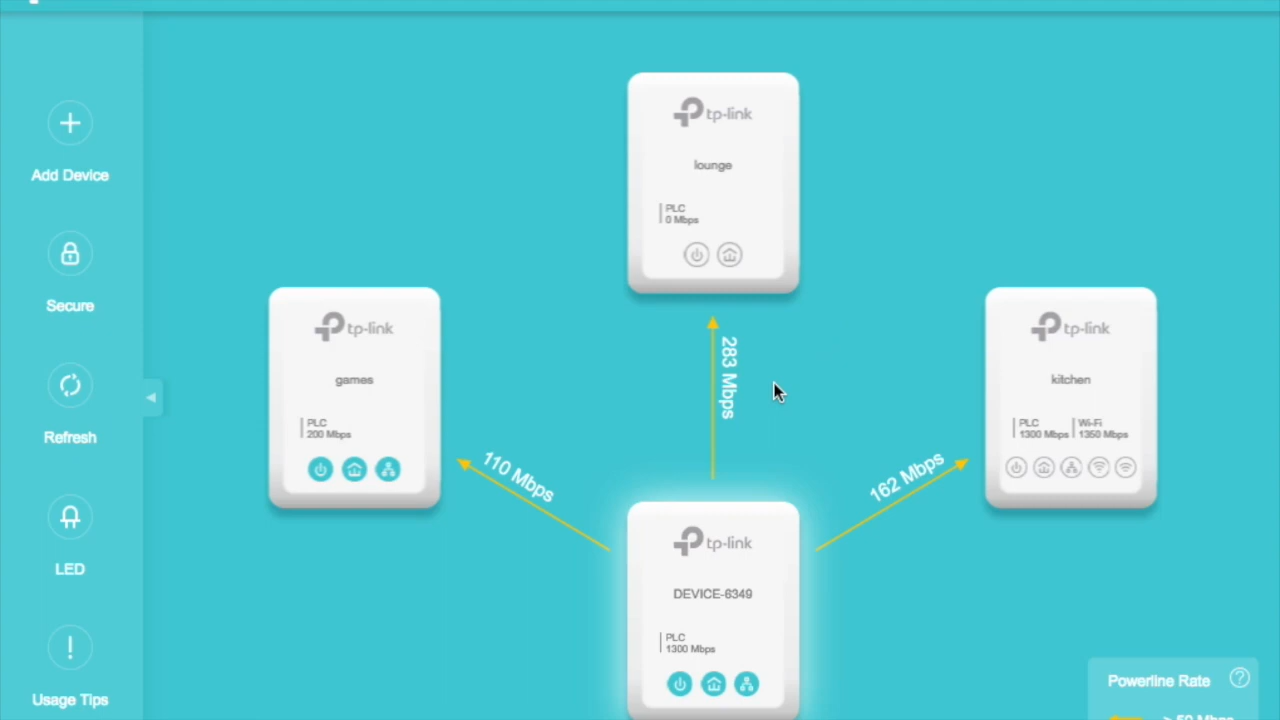 Add Device
Secure
Refresh
LED
Usage Tips
tp-link
lounge
PLC
0 Mbps
tp-link
games
PLC
200 Mbps
tp-link
kitchen
PLC
1300 Mbps
Wi-Fi
1350 Mbps
283 Mbps
110 Mbps
162 Mbps
tp-link
DEVICE-6349
PLC
1300 Mbps
Powerline Rate
?
> 50 Mbps